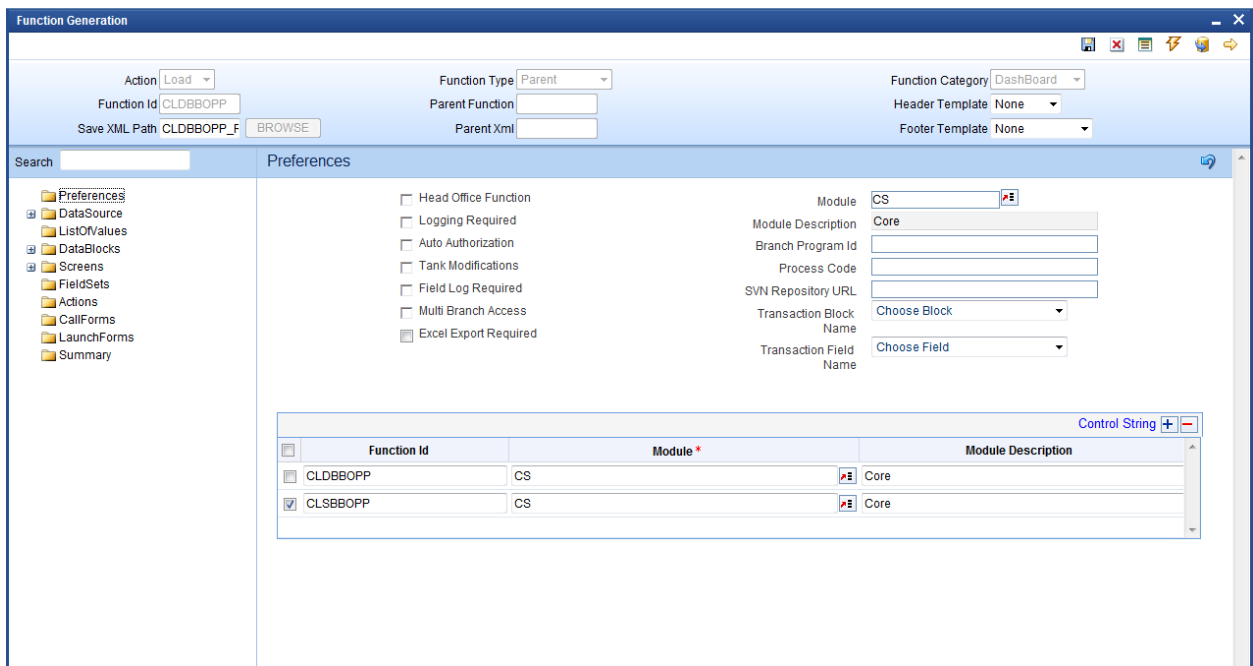 Function Generation
Action Load Function Type Parent Function Category DashBoard
Function Id CLDBBOPP Parent Function Header Template None
Save XML Path CLDBBOPP_F BROWSE Parent Xml Footer Template None
Search Preferences
Preferences
DataSource
ListOfValues
DataBlocks
Screens
FieldSets
Actions
CallForms
LaunchForms
Summary
Head Office Function
Logging Required
Auto Authorization
Tank Modifications
Field Log Required
Multi Branch Access
Excel Export Required
Module CS
Module Description Core
Branch Program Id
Process Code
SVN Repository URL
Transaction Block Choose Block
Name
Transaction Field Choose Field
Name
Control String
Function Id Module * Module Description
CLDBBOPP CS Core
CLSBBOPP CS Core